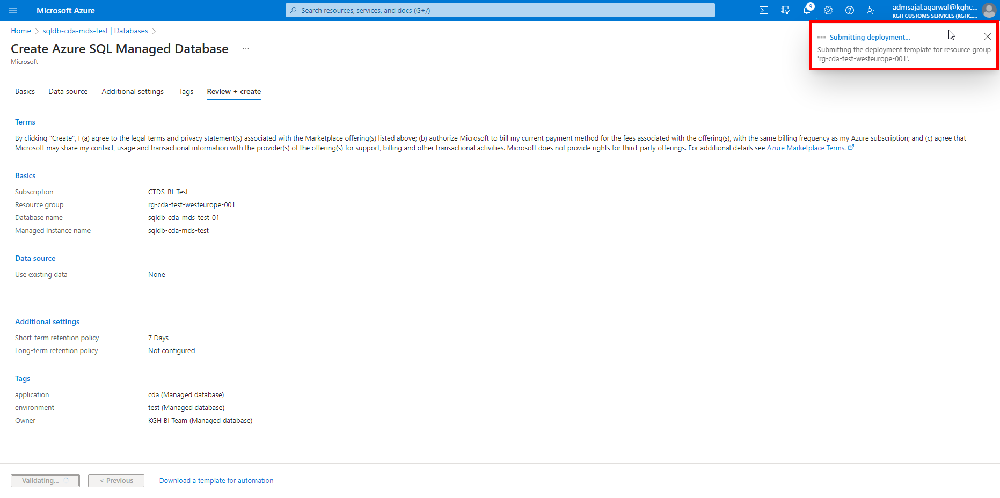 Microsoft Azure
Search resources, services, and docs (G+/)
9
admsajal.agarwal@kghc...
KGH CUSTOMS SERVICES (KGHC....
Home > sqldb-cda-mds-test | Databases >
Create Azure SQL Managed Database ...
Microsoft
Submitting deployment...
Submitting the deployment template for resource group
'rg-cda-test-westeurope-001'.
Basics Data source Additional settings Tags Review + create
Terms
By clicking "Create", I (a) agree to the legal terms and privacy statement(s) associated with the Marketplace offering(s) listed above; (b) authorize Microsoft to bill my current payment method for the fees associated with the offering(s), with the same billing frequency as my Azure subscription; and (c) agree that
Microsoft may share my contact, usage and transactional information with the provider(s) of the offering(s) for support, billing and other transactional activities. Microsoft does not provide rights for third-party offerings. For additional details see Azure Marketplace Terms.
Basics
Subscription CTDS-BI-Test
Resource group rg-cda-test-westeurope-001
Database name sqldb_cda_mds_test_01
Managed Instance name sqldb-cda-mds-test
Data source
Use existing data None
Additional settings
Short-term retention policy 7 Days
Long-term retention policy Not configured
Tags
application cda (Managed database)
environment test (Managed database)
Owner KGH BI Team (Managed database)
Validating... < Previous Download a template for automation